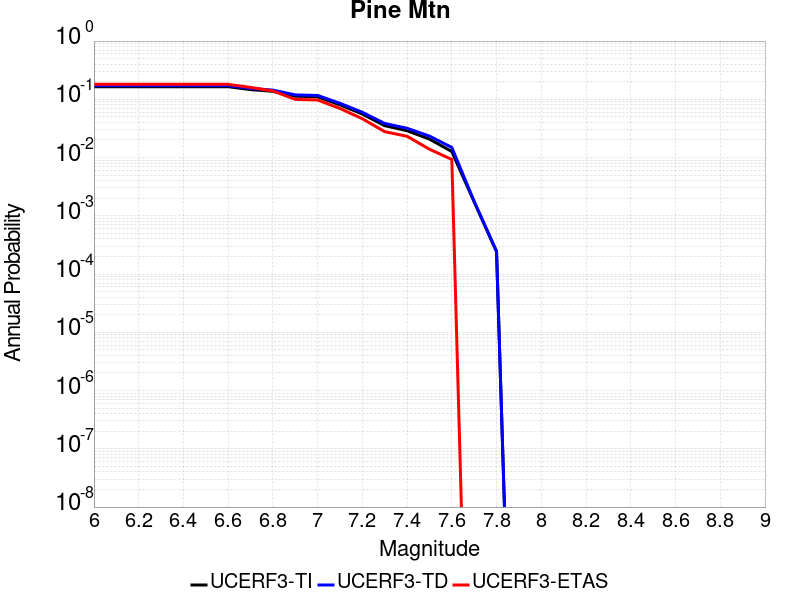 Pine Mtn
10^0
10^-1
10^-2
10^-3
10^-4
10^-5
10^-6
10^-7
10^-8
Annual Probability
6 6.2 6.4 6.6 6.8 7 7.2 7.4 7.6 7.8 8 8.2 8.4 8.6 8.8 9
Magnitude
UCERF3-TI UCERF3-TD UCERF3-ETAS